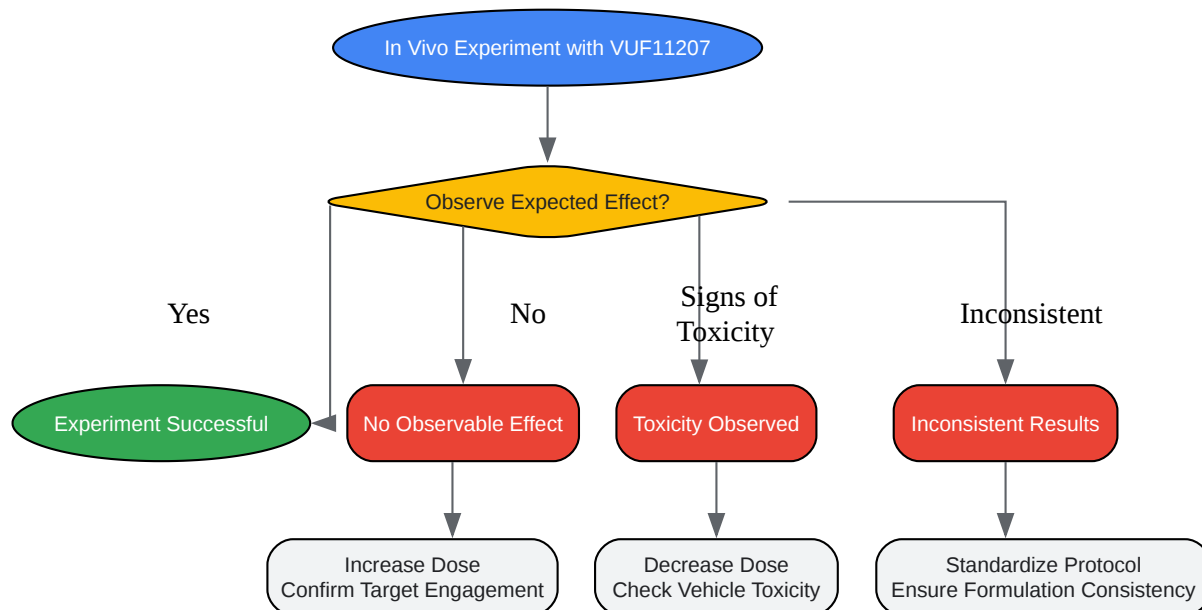 In Vivo Experiment with VUF11207
Observe Expected Effect?
Yes
No
Signs of
Toxicity
Inconsistent
Experiment Successful
No Observable Effect
Toxicity Observed
Inconsistent Results
Increase Dose
Confirm Target Engagement
Decrease Dose
Check Vehicle Toxicity
Standardize Protocol
Ensure Formulation Consistency